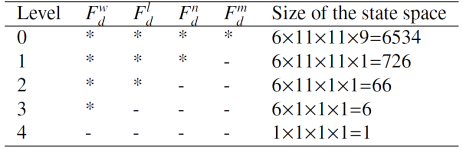 Level F_d^w F_d^l F_d^n F_d^m Size of the state space
0 * * * * 6×11×11×9=6534
1 * * * - 6×11×11×1=726
2 * * - - 6×11×1×1=66
3 * - - - 6×1×1×1=6
4 - - - - 1×1×1×1=1